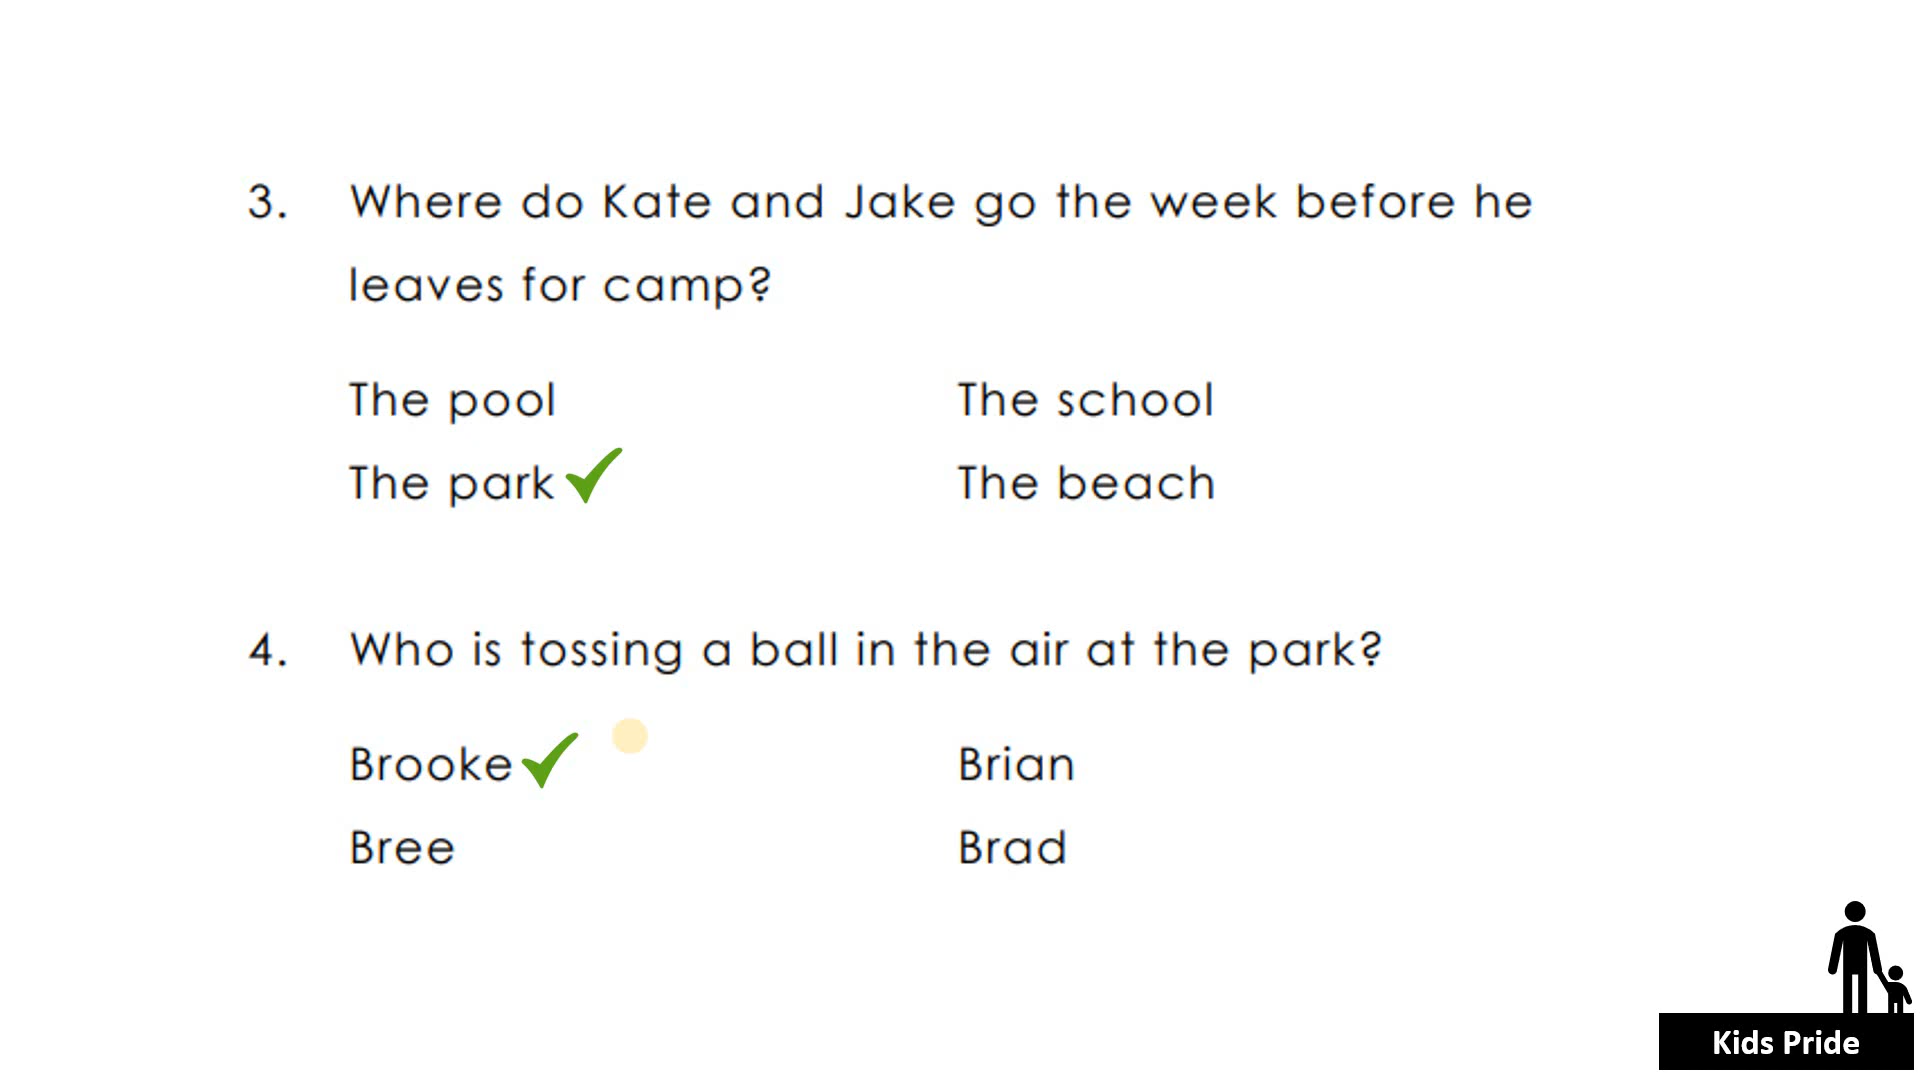 3. Where do Kate and Jake go the week before he
leaves for camp?
The pool The school
The park The beach
4. Who is tossing a ball in the air at the park?
Brooke Brian
Bree Brad
Kids Pride